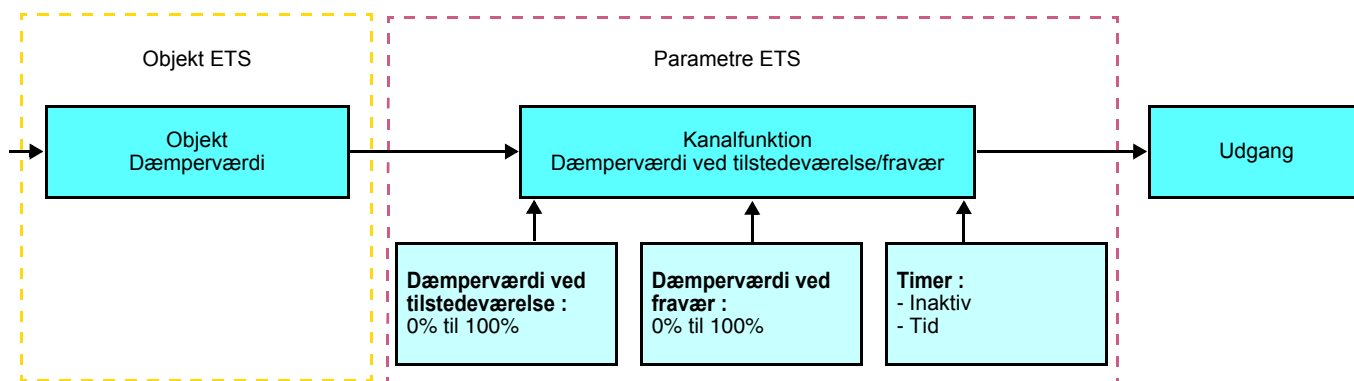 Objekt ETS
Parametre ETS
Objekt
Dæmperværdi
Kanalfunktion
Dæmperværdi ved tilstedeværelse/fravær
Udgang
Dæmperværdi ved
tilstedeværelse :
0% til 100%
Dæmperværdi ved
fravær :
0% til 100%
Timer :
- Inaktiv
- Tid